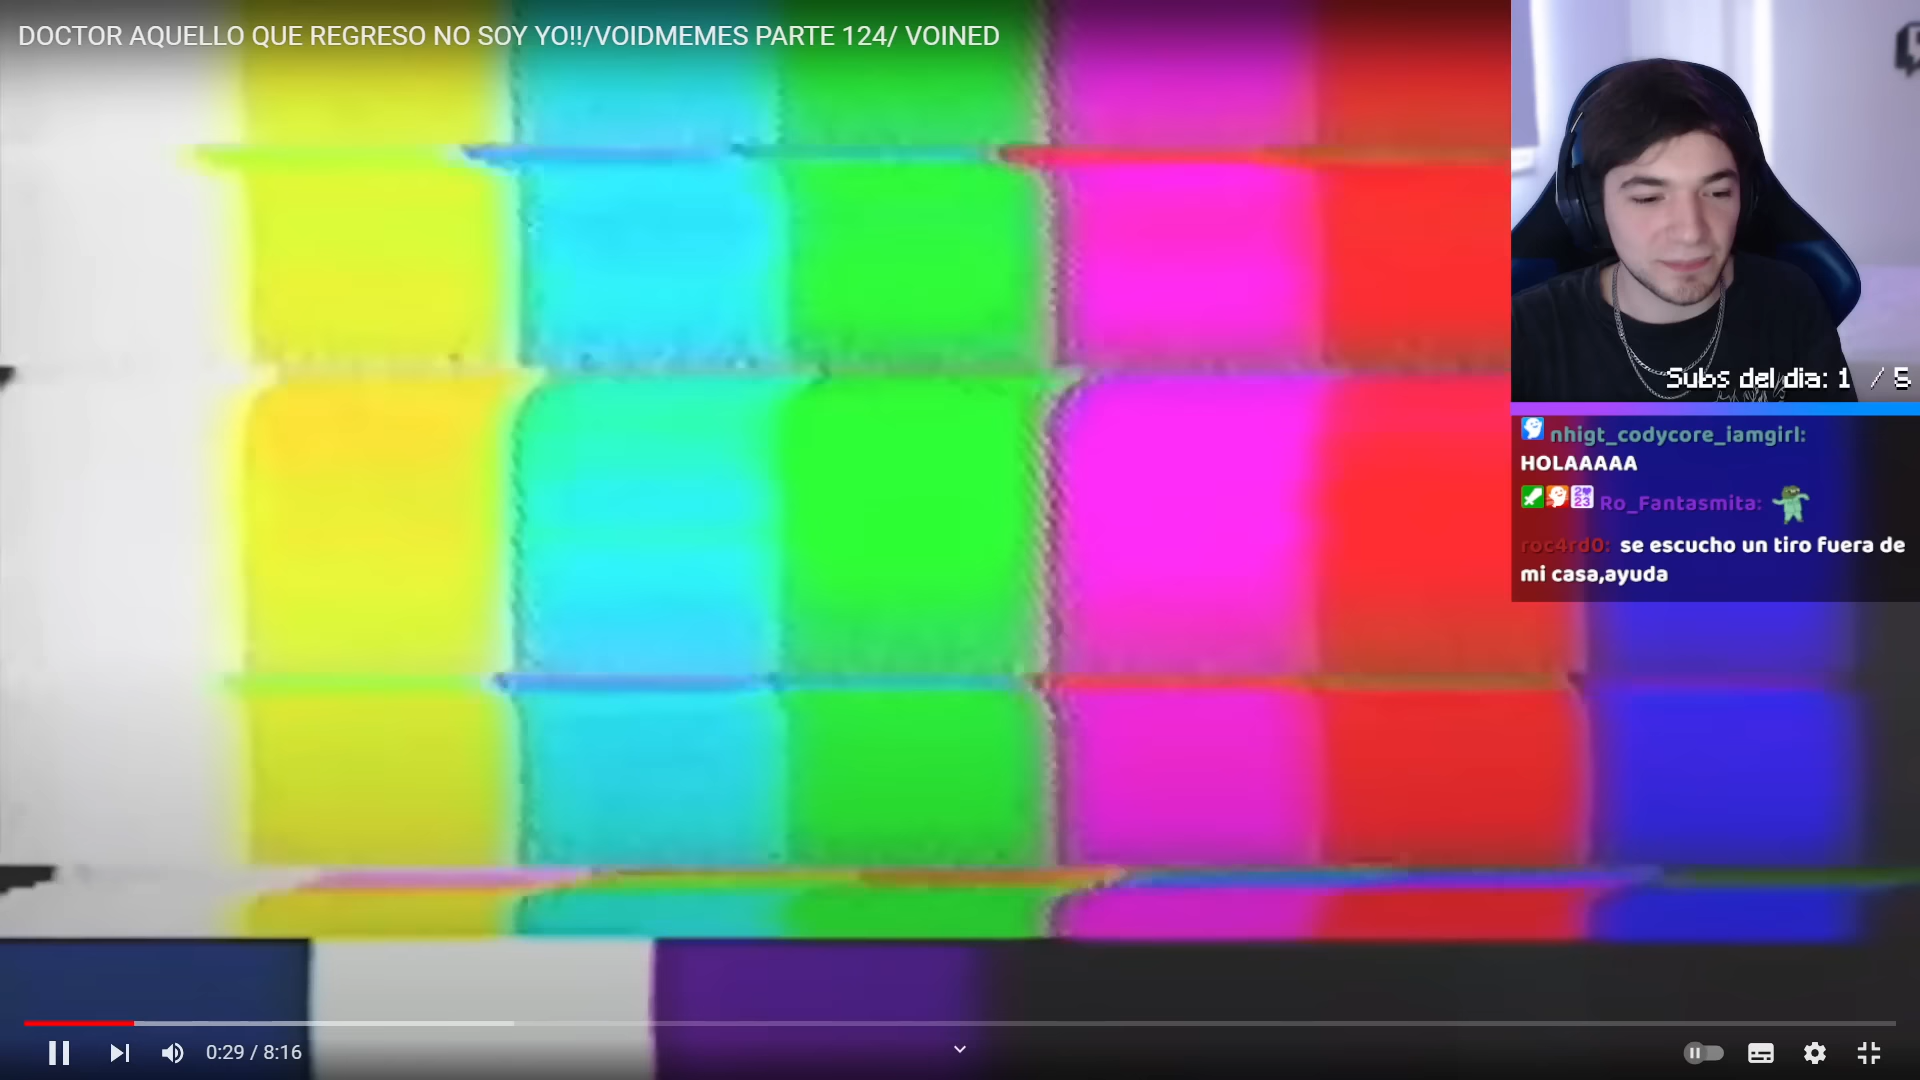 DOCTOR AQUELLO QUE REGRESO NO SOY YO!!/VOIDMEMES PARTE 124/ VOINED
Subs del dia: 1 / 5
nhigt_codycore_iamgirl:
HOLAAAAA
Ro_Fantasmita:
roc4rd0: se escucho un tiro fuera de
mi casa,ayuda
0:29 / 8:16